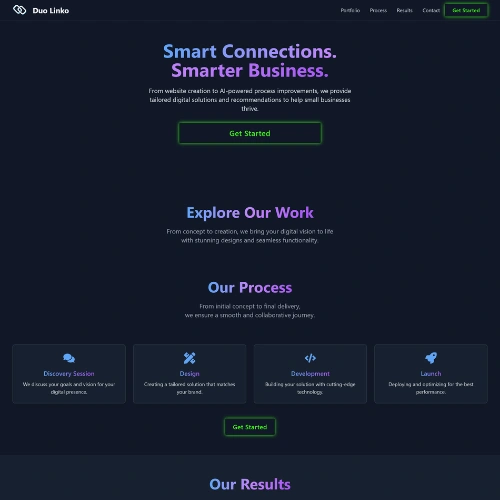 Duo Linko
Portfolio
Process
Results
Contact
Get Started
Smart Connections.
Smarter Business.
From website creation to AI-powered process improvements, we provide
tailored digital solutions and recommendations to help small businesses
thrive.
Get Started
Explore Our Work
From concept to creation, we bring your digital vision to life
with stunning designs and seamless functionality.
Our Process
From initial concept to final delivery,
we ensure a smooth and collaborative journey.
Discovery Session
We discuss your goals and vision for your
digital presence.
Design
Creating a tailored solution that matches
your brand.
Development
Building your solution with cutting-edge
technology.
Launch
Deploying and optimizing for the best
performance.
Get Started
Our Results